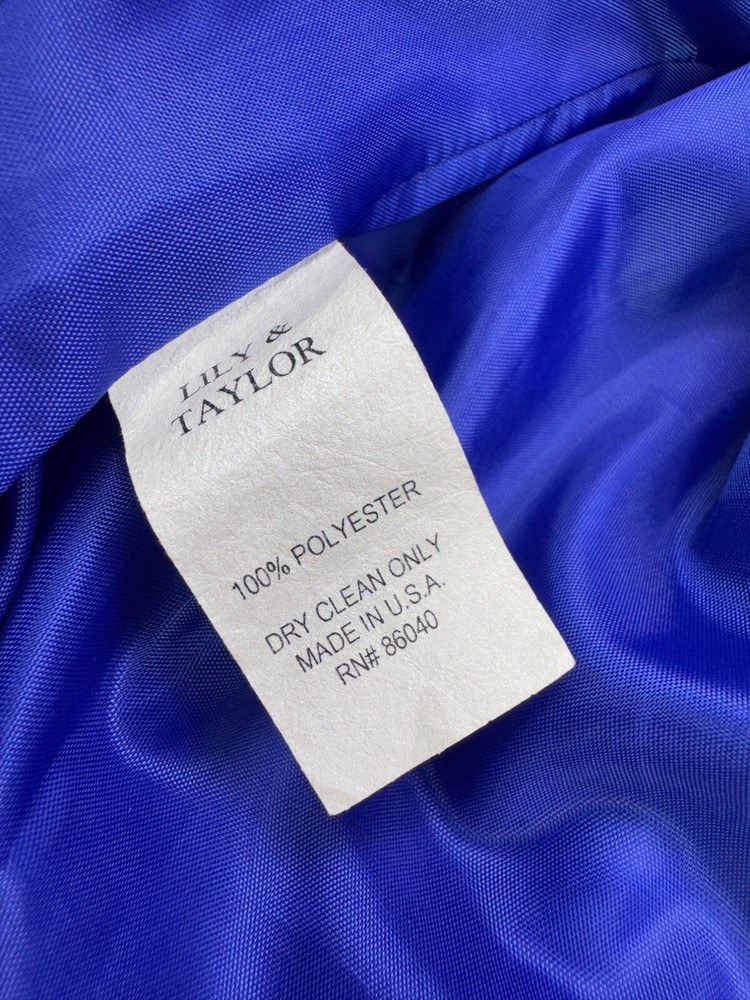 LILY &
TAYLOR
100% POLYESTER
DRY CLEAN ONLY
MADE IN U.S.A.
RN# 86040